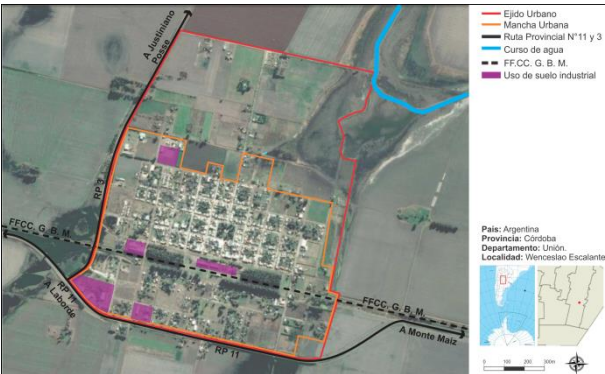 A Justiniano
Posse
RP 3
FFCC. G. B. M.
RP 11
A Laborde
RP 11
FFCC. G. B. M.
A Monte Maíz
Ejido Urbano
Mancha Urbana
Ruta Provincial N°11 y 3
Curso de agua
FF.CC. G. B. M.
Uso de suelo industrial
País: Argentina
Provincia: Córdoba
Departamento: Unión.
Localidad: Wenceslao Escalante
0 100 200 300m